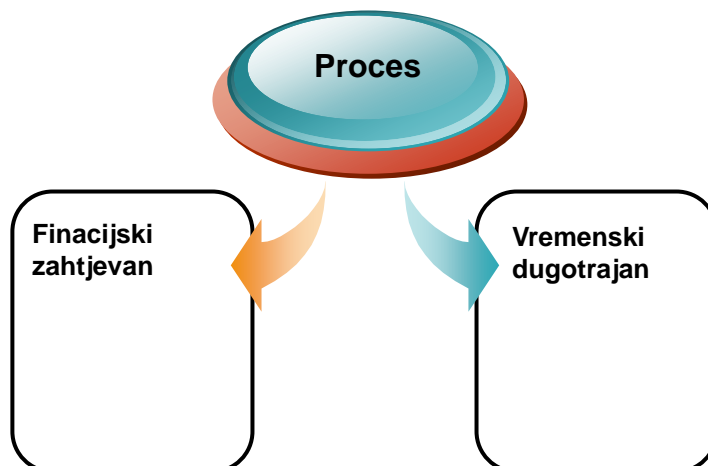 Proces
Finacijski
zahtjevan
Vremenski
dugotrajan